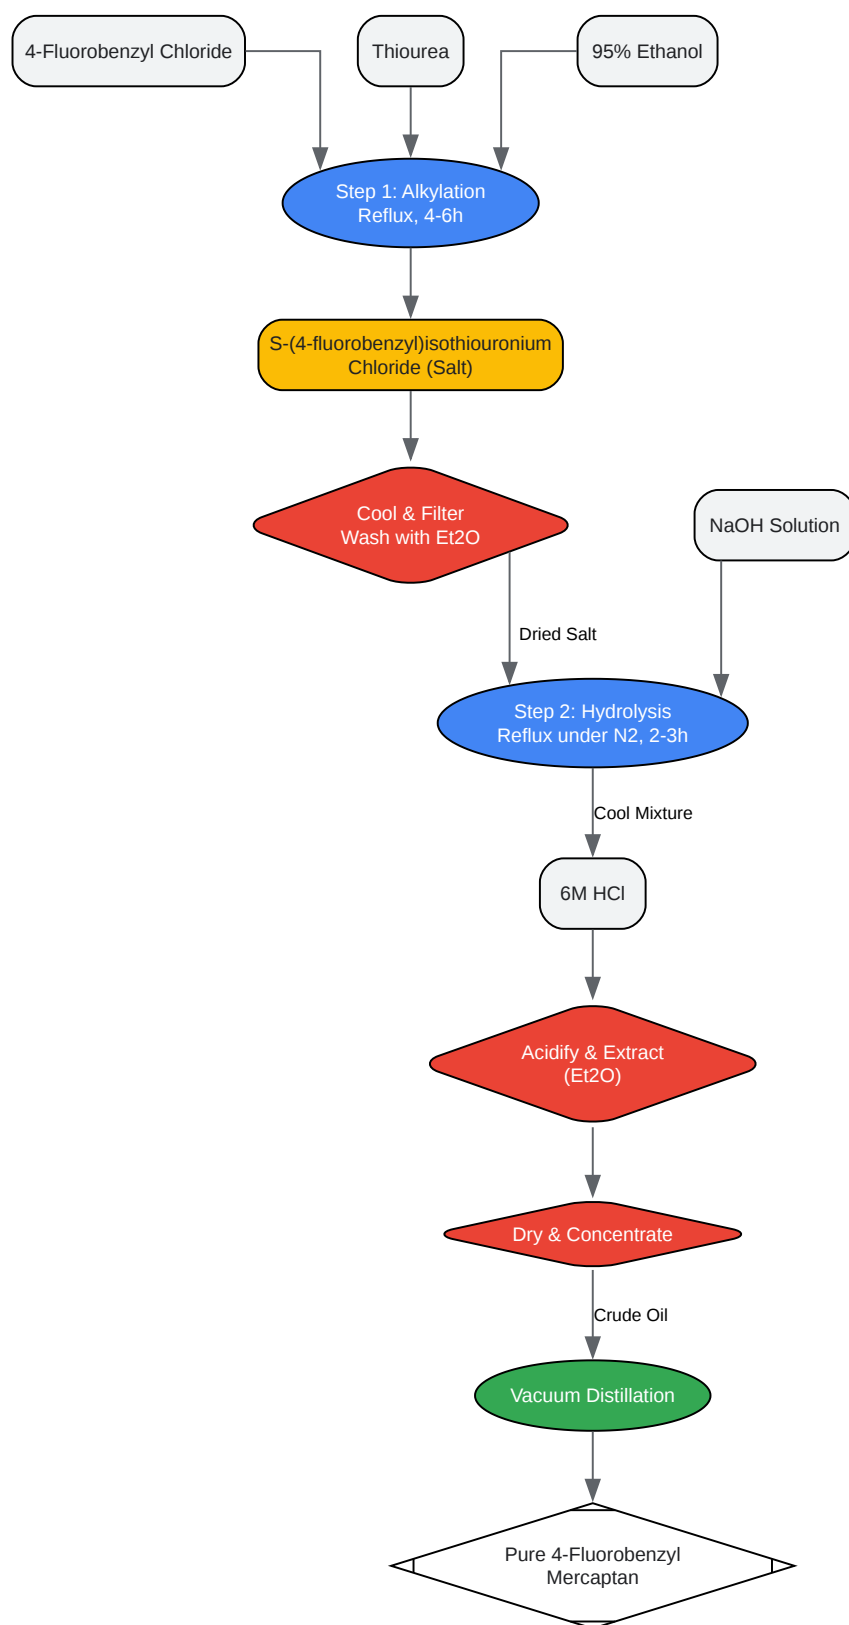 4-Fluorobenzyl Chloride
Thiourea
95% Ethanol
Step 1: Alkylation
Reflux, 4-6h
S-(4-fluorobenzyl)isothiouronium
Chloride (Salt)
Cool & Filter
Wash with Et2O
NaOH Solution
Dried Salt
Step 2: Hydrolysis
Reflux under N2, 2-3h
Cool Mixture
6M HCl
Acidify & Extract
(Et2O)
Dry & Concentrate
Crude Oil
Vacuum Distillation
Pure 4-Fluorobenzyl
Mercaptan